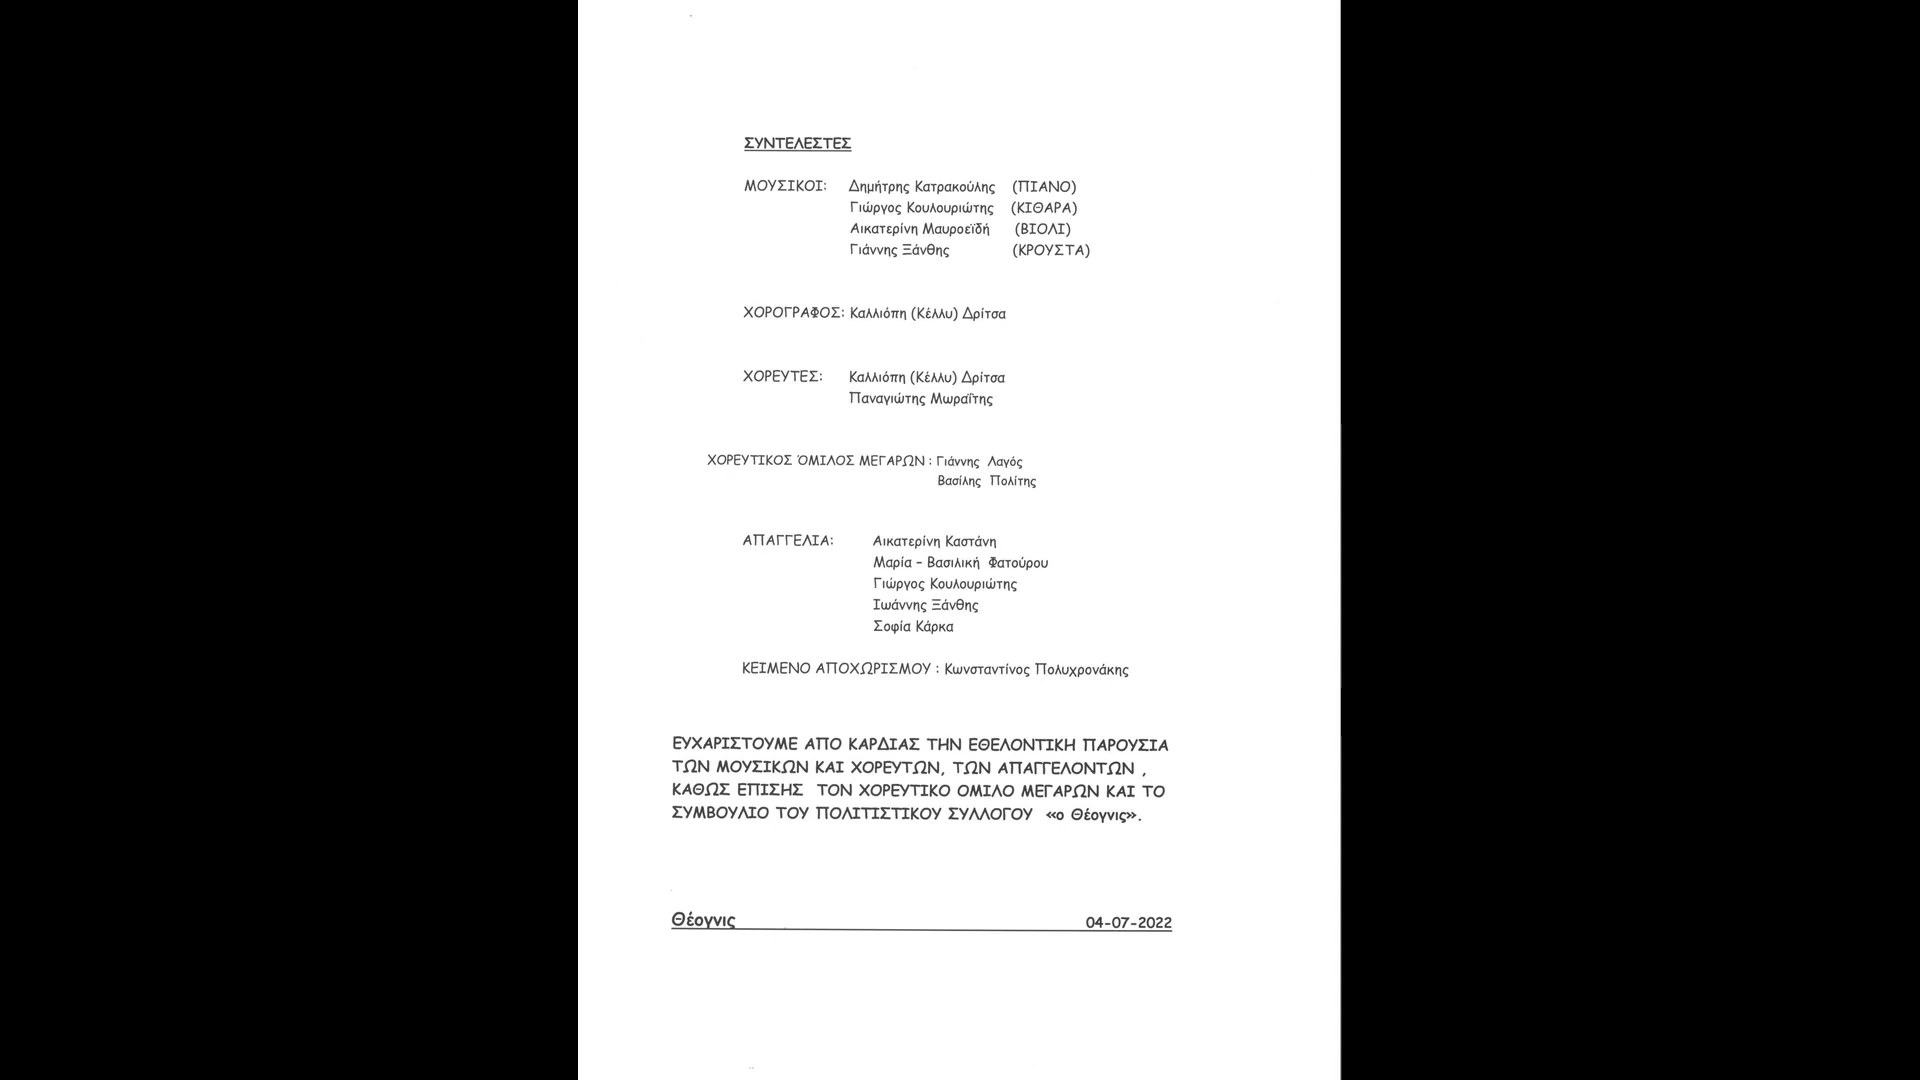 ΣΥΝΤΕΛΕΣΤΕΣ
ΜΟΥΣΙΚΟΙ: Δημήτρης Κατρακούλης (ΠΙΑΝΟ)
Γιώργος Κουλουριώτης (ΚΙΘΑΡΑ)
Αικατερίνη Μαυροεϊδή (ΒΙΟΛΙ)
Γιάννης Ξάνθης (ΚΡΟΥΣΤΑ)
ΧΟΡΟΓΡΑΦΟΣ: Καλλιόπη (Κέλλυ) Δρίτσα
ΧΟΡΕΥΤΕΣ: Καλλιόπη (Κέλλυ) Δρίτσα
Παναγιώτης Μωραΐτης
ΧΟΡΕΥΤΙΚΟΣ ΌΜΙΛΟΣ ΜΕΓΑΡΩΝ : Γιάννης Λαγός
Βασίλης Πολίτης
ΑΠΑΓΓΕΛΙΑ: Αικατερίνη Καστάνη
Μαρία – Βασιλική Φατούρου
Γιώργος Κουλουριώτης
Ιωάννης Ξάνθης
Σοφία Κάρκα
ΚΕΙΜΕΝΟ ΑΠΟΧΩΡΙΣΜΟΥ : Κωνσταντίνος Πολυχρονάκης
ΕΥΧΑΡΙΣΤΟΥΜΕ ΑΠΟ ΚΑΡΔΙΑΣ ΤΗΝ ΕΘΕΛΟΝΤΙΚΗ ΠΑΡΟΥΣΙΑ
ΤΩΝ ΜΟΥΣΙΚΩΝ ΚΑΙ ΧΟΡΕΥΤΩΝ, ΤΩΝ ΑΠΑΓΓΕΛΟΝΤΩΝ ,
ΚΑΘΩΣ ΕΠΙΣΗΣ ΤΟΝ ΧΟΡΕΥΤΙΚΟ ΟΜΙΛΟ ΜΕΓΑΡΩΝ ΚΑΙ ΤΟ
ΣΥΜΒΟΥΛΙΟ ΤΟΥ ΠΟΛΙΤΙΣΤΙΚΟΥ ΣΥΛΛΟΓΟΥ «ο Θέογνις».
Θέογνις 04-07-2022